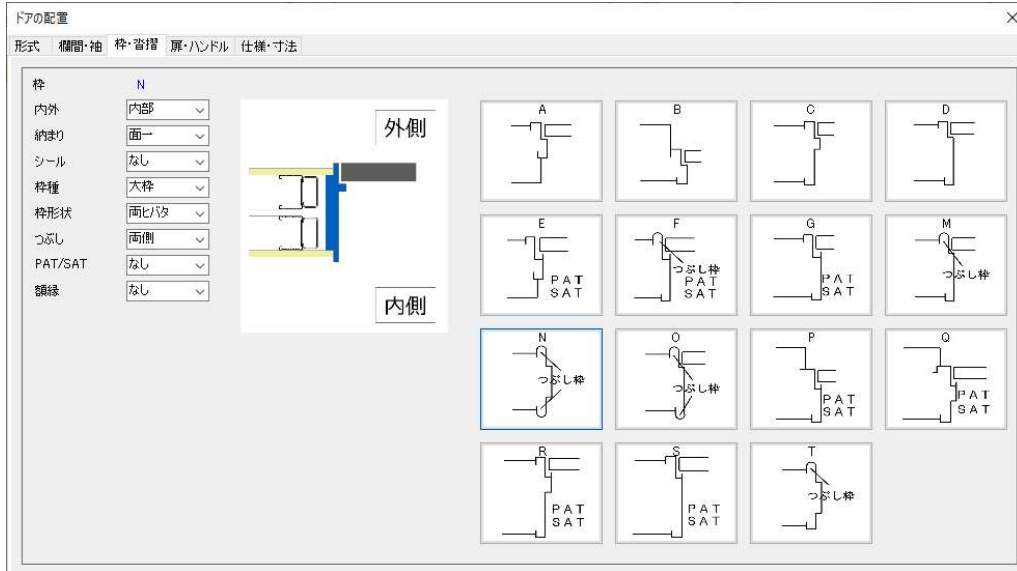 ドアの配置
形式 欄間・袖 枠・沓摺 扉・ハンドル 仕様・寸法
枠 N
内外 内部
納まり 面一
シール なし
枠種 大枠
枠形状 両ヒバタ
つぶし 両側
PAT/SAT なし
額縁 なし
外側
内側
A
B
C
D
E
PAT
SAT
F
つぶし枠
PAT
SAT
G
PAT
SAT
M
つぶし枠
N
つぶし枠
O
つぶし枠
P
PAT
SAT
Q
PAT
SAT
R
PAT
SAT
S
PAT
SAT
T
つぶし枠